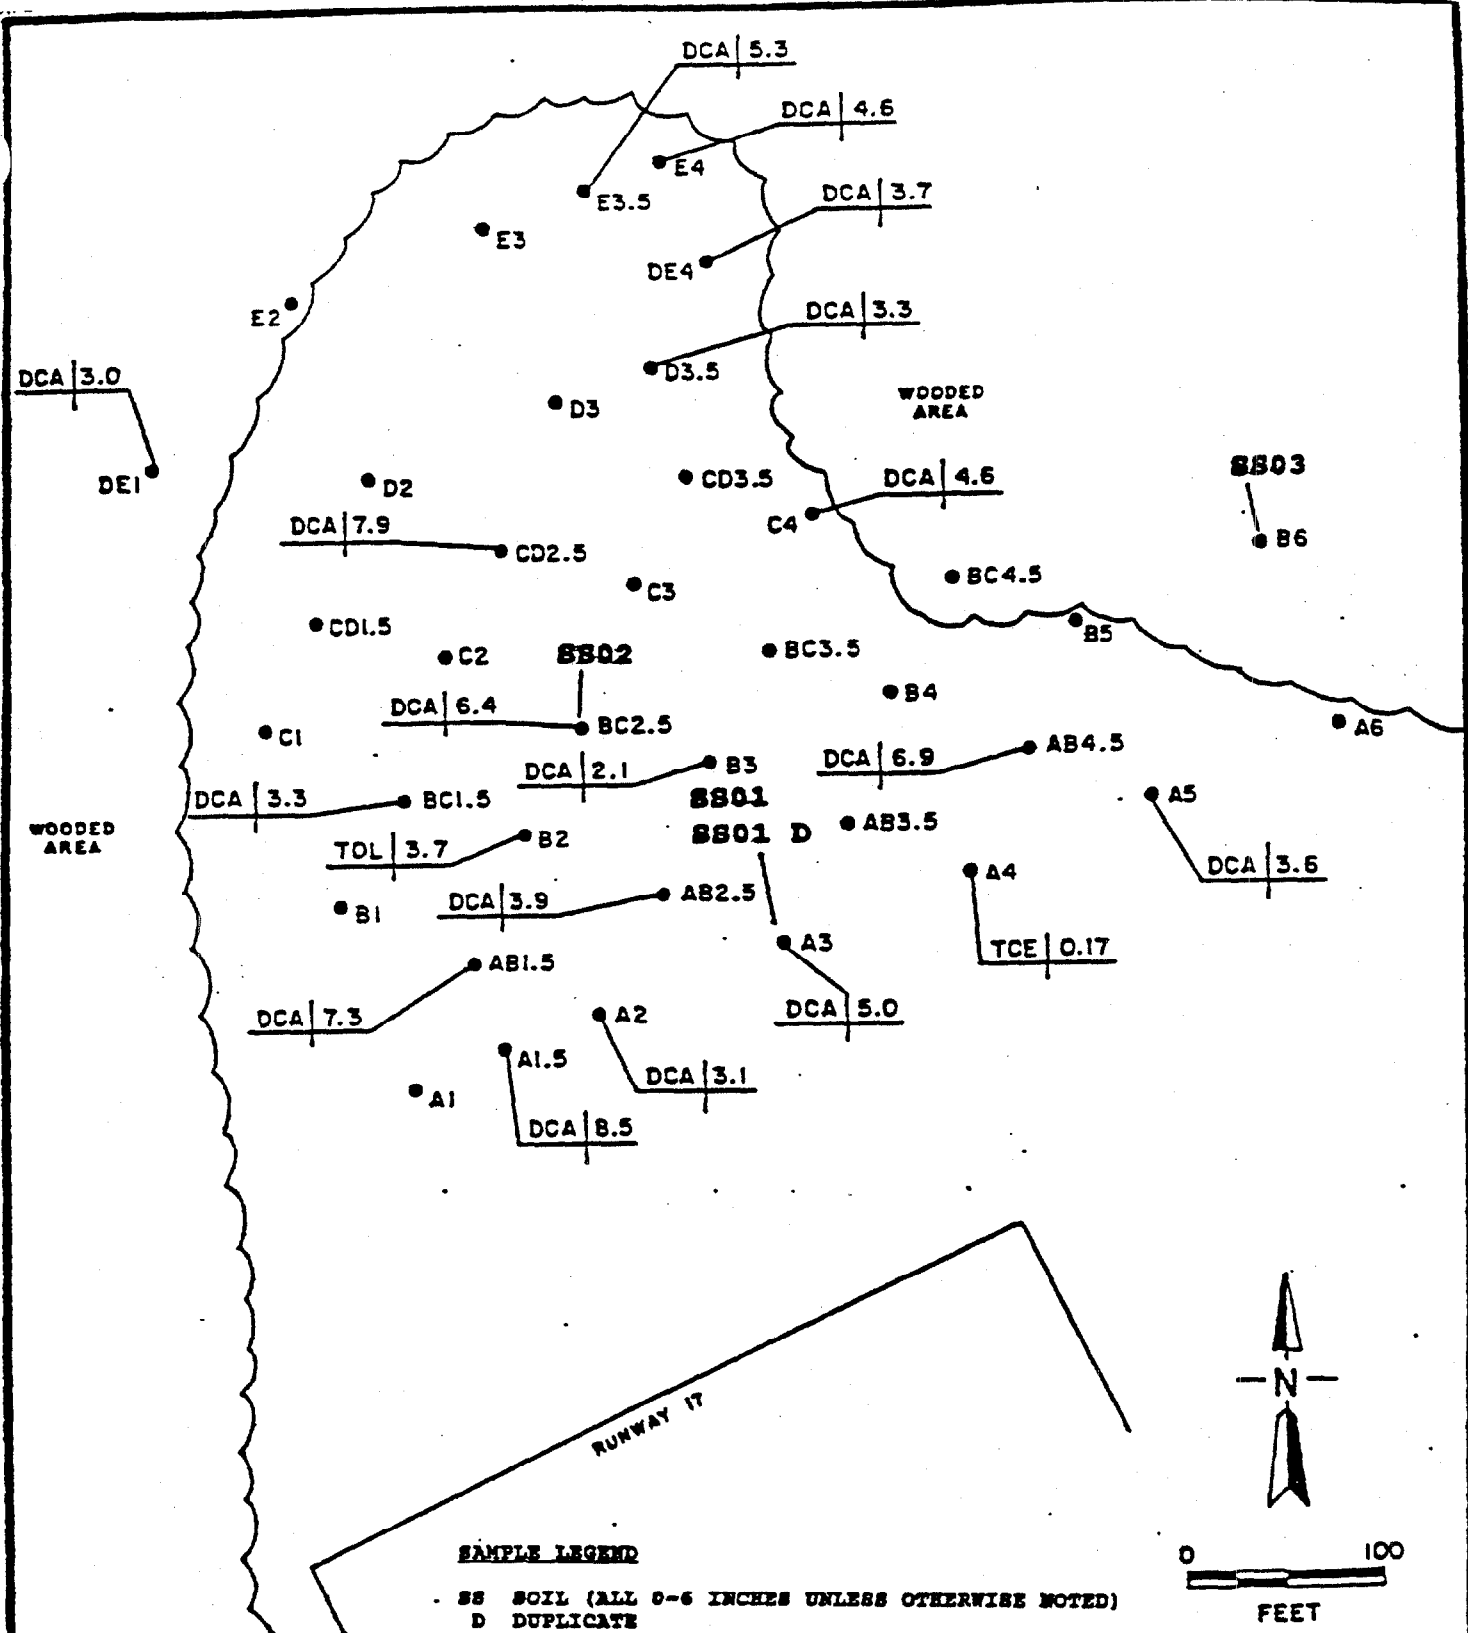 DCA 5.3
DCA 4.6
E4
DCA 3.7
E3.5
E3
DE4
DCA 3.3
E2
D3.5
DCA 3.0
WOODED
AREA
D3
SS03
CD3.5
DCA 4.6
DE1
D2
DCA 7.9
C4
B6
CD2.5
BC4.5
C3
CD1.5
B5
C2
SS02
BC3.5
B4
DCA 6.4
BC2.5
A6
C1
AB4.5
DCA 6.9
B3
DCA 2.1
DCA 3.3
BC1.5
SS01
A5
WOODED
AREA
SS01 D
AB3.5
B2
TOL 3.7
DCA 3.6
A4
AB2.5
DCA 3.9
B1
A3
TCE 0.17
AB1.5
DCA 5.0
DCA 7.3
A2
A1.5
DCA 3.1
A1
DCA 8.5
N
RUNWAY 17
SAMPLE LEGEND
0 100
SS SOIL (ALL 0-6 INCHES UNLESS OTHERWISE NOTED)
FEET
D DUPLICATE